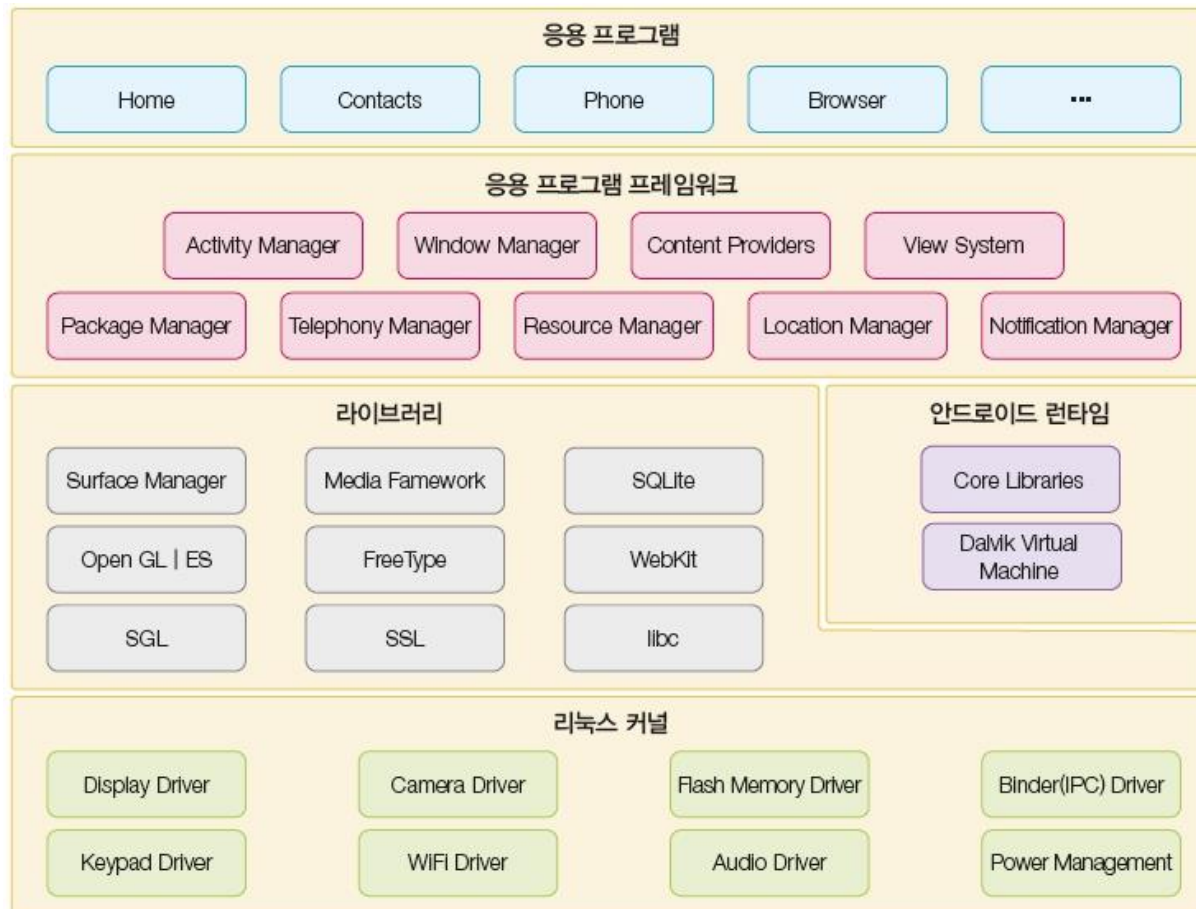 응용 프로그램
Home
Contacts
Phone
Browser
...
응용 프로그램 프레임워크
Activity Manager
Window Manager
Content Providers
View System
Package Manager
Telephony Manager
Resource Manager
Location Manager
Notification Manager
라이브러리
Surface Manager
Media Famework
SQLite
Open GL | ES
FreeType
WebKit
SGL
SSL
libc
안드로이드 런타임
Core Libraries
Dalvik Virtual
Machine
리눅스 커널
Display Driver
Camera Driver
Flash Memory Driver
Binder(IPC) Driver
Keypad Driver
WiFi Driver
Audio Driver
Power Management